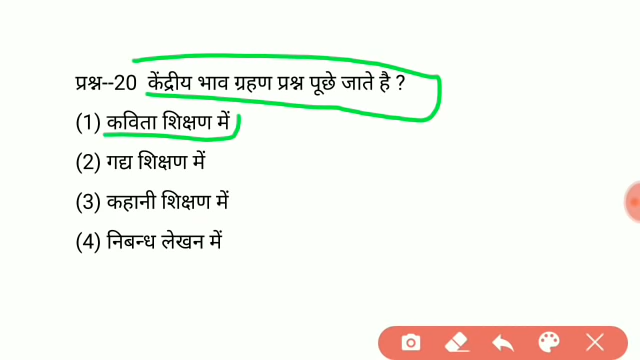 प्रश्न--20 केंद्रीय भाव ग्रहण प्रश्न पूछे जाते है ?
(1) कविता शिक्षण में
(2) गद्य शिक्षण में
(3) कहानी शिक्षण में
(4) निबन्ध लेखन में